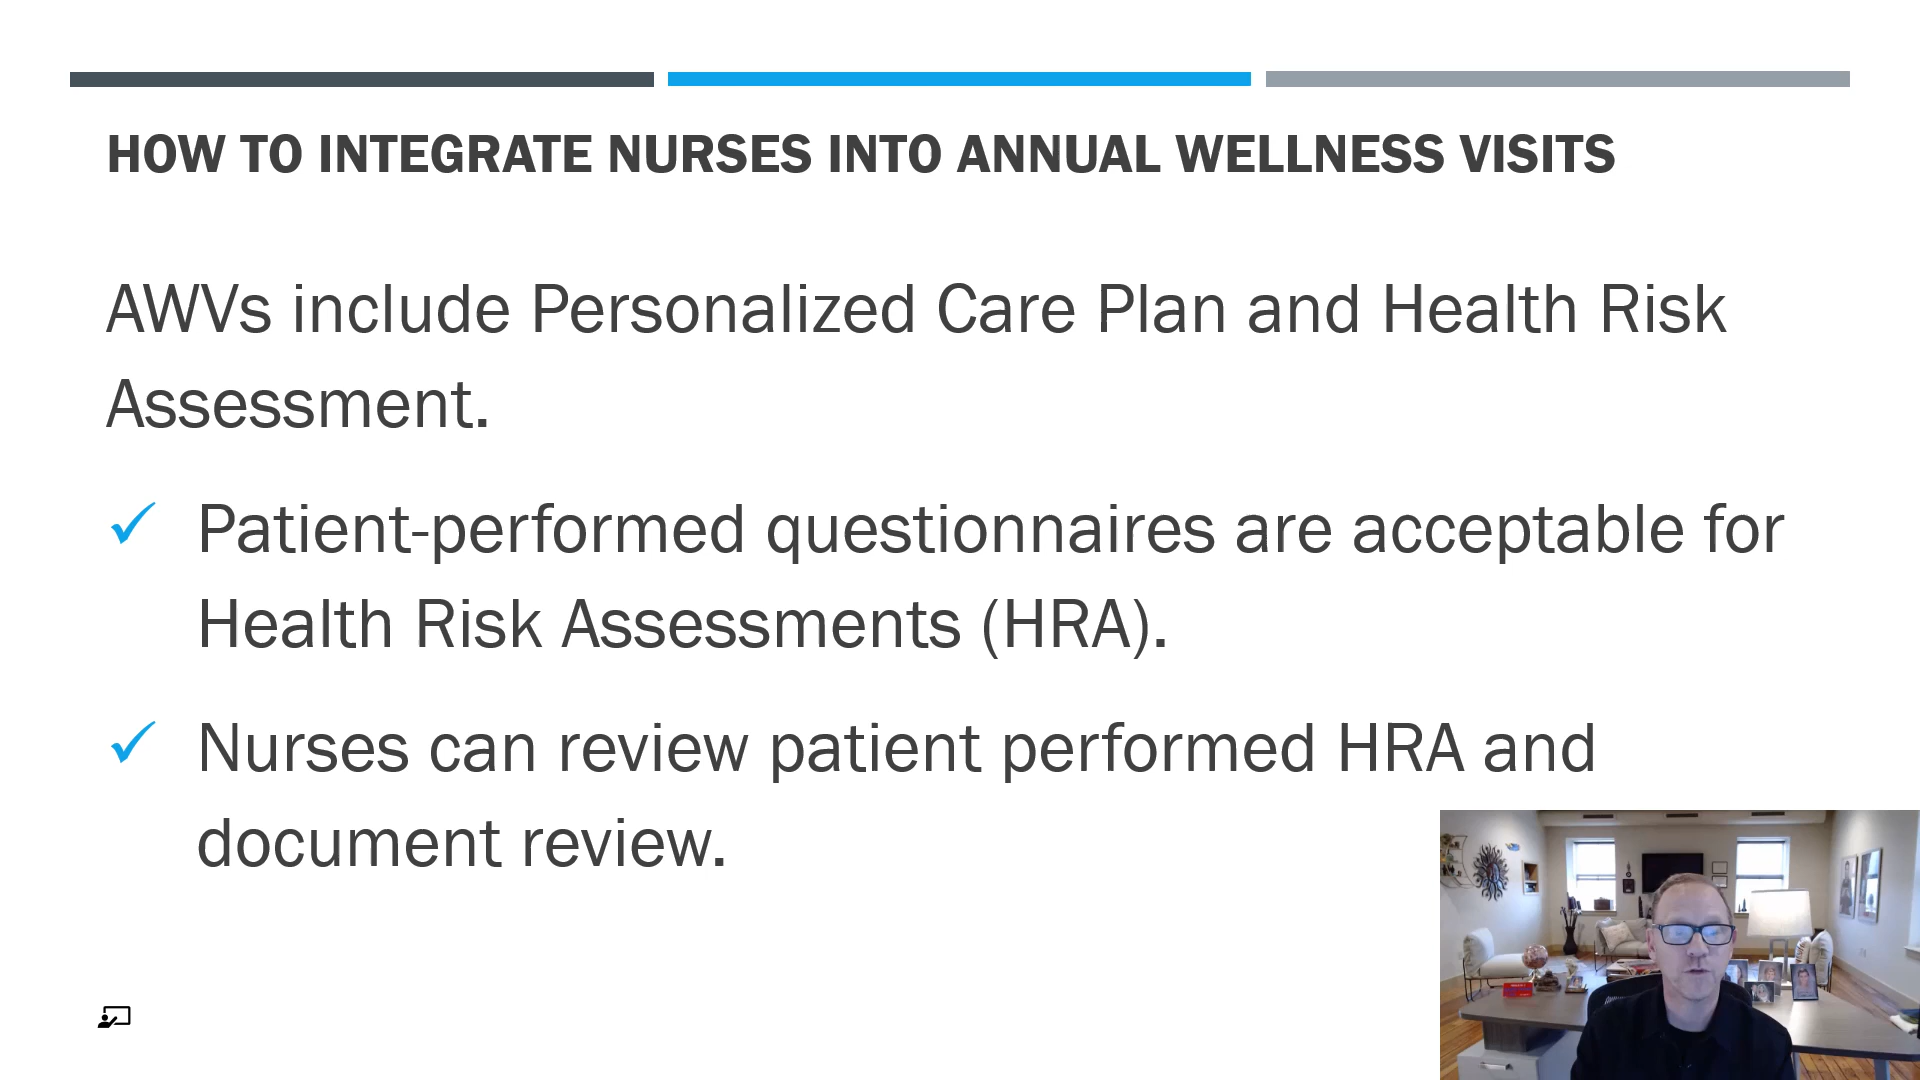 HOW TO INTEGRATE NURSES INTO ANNUAL WELLNESS VISITS
AWVs include Personalized Care Plan and Health Risk
Assessment.
Patient-performed questionnaires are acceptable for
Health Risk Assessments (HRA).
Nurses can review patient performed HRA and
document review.